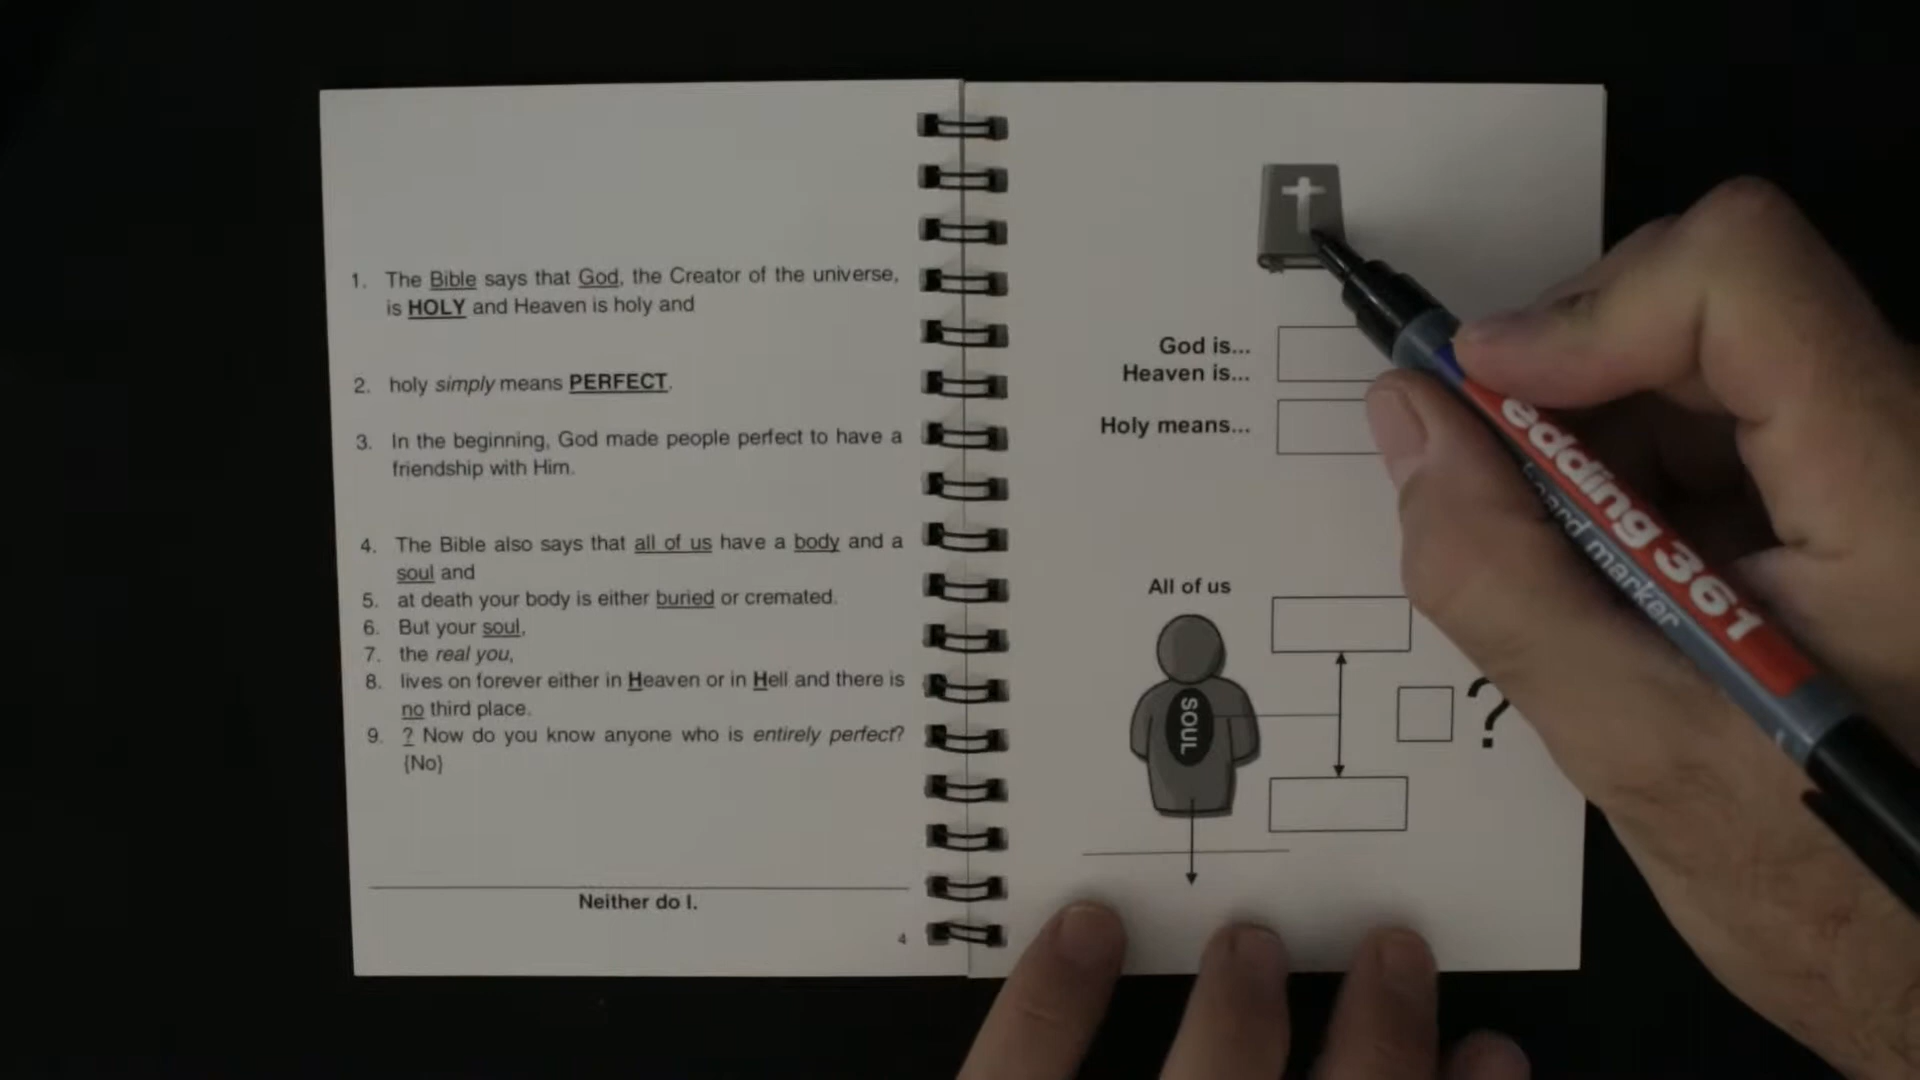 1. The Bible says that God, the Creator of the universe,
is HOLY and Heaven is holy and
2. holy simply means PERFECT.
3. In the beginning, God made people perfect to have a
friendship with Him.
4. The Bible also says that all of us have a body and a
soul and
5. at death your body is either buried or cremated.
6. But your soul,
7. the real you,
8. lives on forever either in Heaven or in Hell and there is
no third place.
9. ? Now do you know anyone who is entirely perfect?
{No}
Neither do I.
4
God is...
Heaven is...
Holy means...
All of us
SOUL
?
edding 361
board marker